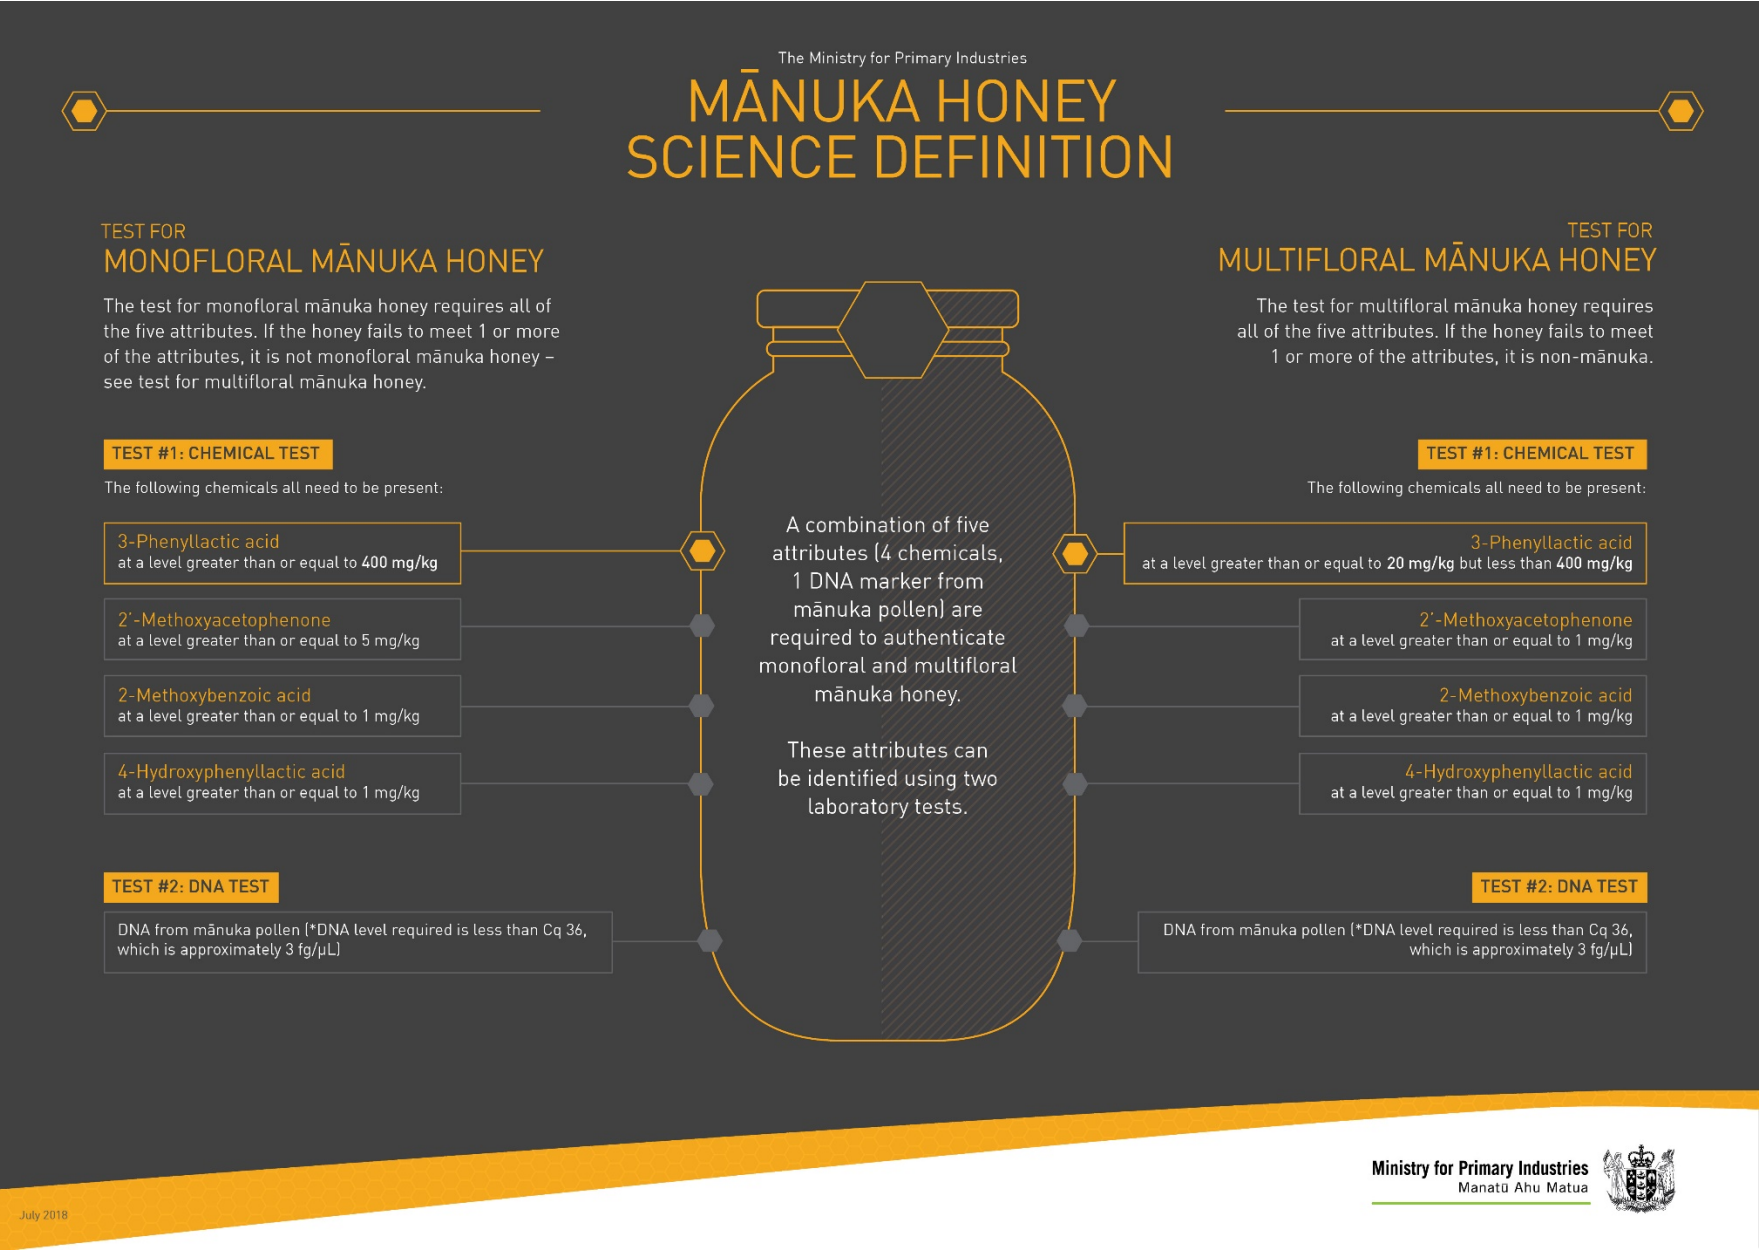 The Ministry for Primary Industries
MĀNUKA HONEY
SCIENCE DEFINITION
TEST FOR
MONOFLORAL MĀNUKA HONEY
The test for monofloral mānuka honey requires all of
the five attributes. If the honey fails to meet 1 or more
of the attributes, it is not monofloral mānuka honey –
see test for multifloral mānuka honey.
TEST #1: CHEMICAL TEST
The following chemicals all need to be present:
3-Phenyllactic acid
at a level greater than or equal to 400 mg/kg
2'-Methoxyacetophenone
at a level greater than or equal to 5 mg/kg
2-Methoxybenzoic acid
at a level greater than or equal to 1 mg/kg
4-Hydroxyphenyllactic acid
at a level greater than or equal to 1 mg/kg
TEST #2: DNA TEST
DNA from mānuka pollen (*DNA level required is less than Cq 36,
which is approximately 3 fg/µL)
A combination of five
attributes (4 chemicals,
1 DNA marker from
mānuka pollen) are
required to authenticate
monofloral and multifloral
mānuka honey.
These attributes can
be identified using two
laboratory tests.
TEST FOR
MULTIFLORAL MĀNUKA HONEY
The test for multifloral mānuka honey requires
all of the five attributes. If the honey fails to meet
1 or more of the attributes, it is non-mānuka.
TEST #1: CHEMICAL TEST
The following chemicals all need to be present:
3-Phenyllactic acid
at a level greater than or equal to 20 mg/kg but less than 400 mg/kg
2'-Methoxyacetophenone
at a level greater than or equal to 1 mg/kg
2-Methoxybenzoic acid
at a level greater than or equal to 1 mg/kg
4-Hydroxyphenyllactic acid
at a level greater than or equal to 1 mg/kg
TEST #2: DNA TEST
DNA from mānuka pollen (*DNA level required is less than Cq 36,
which is approximately 3 fg/µL)
Ministry for Primary Industries
Manatū Ahu Matua
July 2018